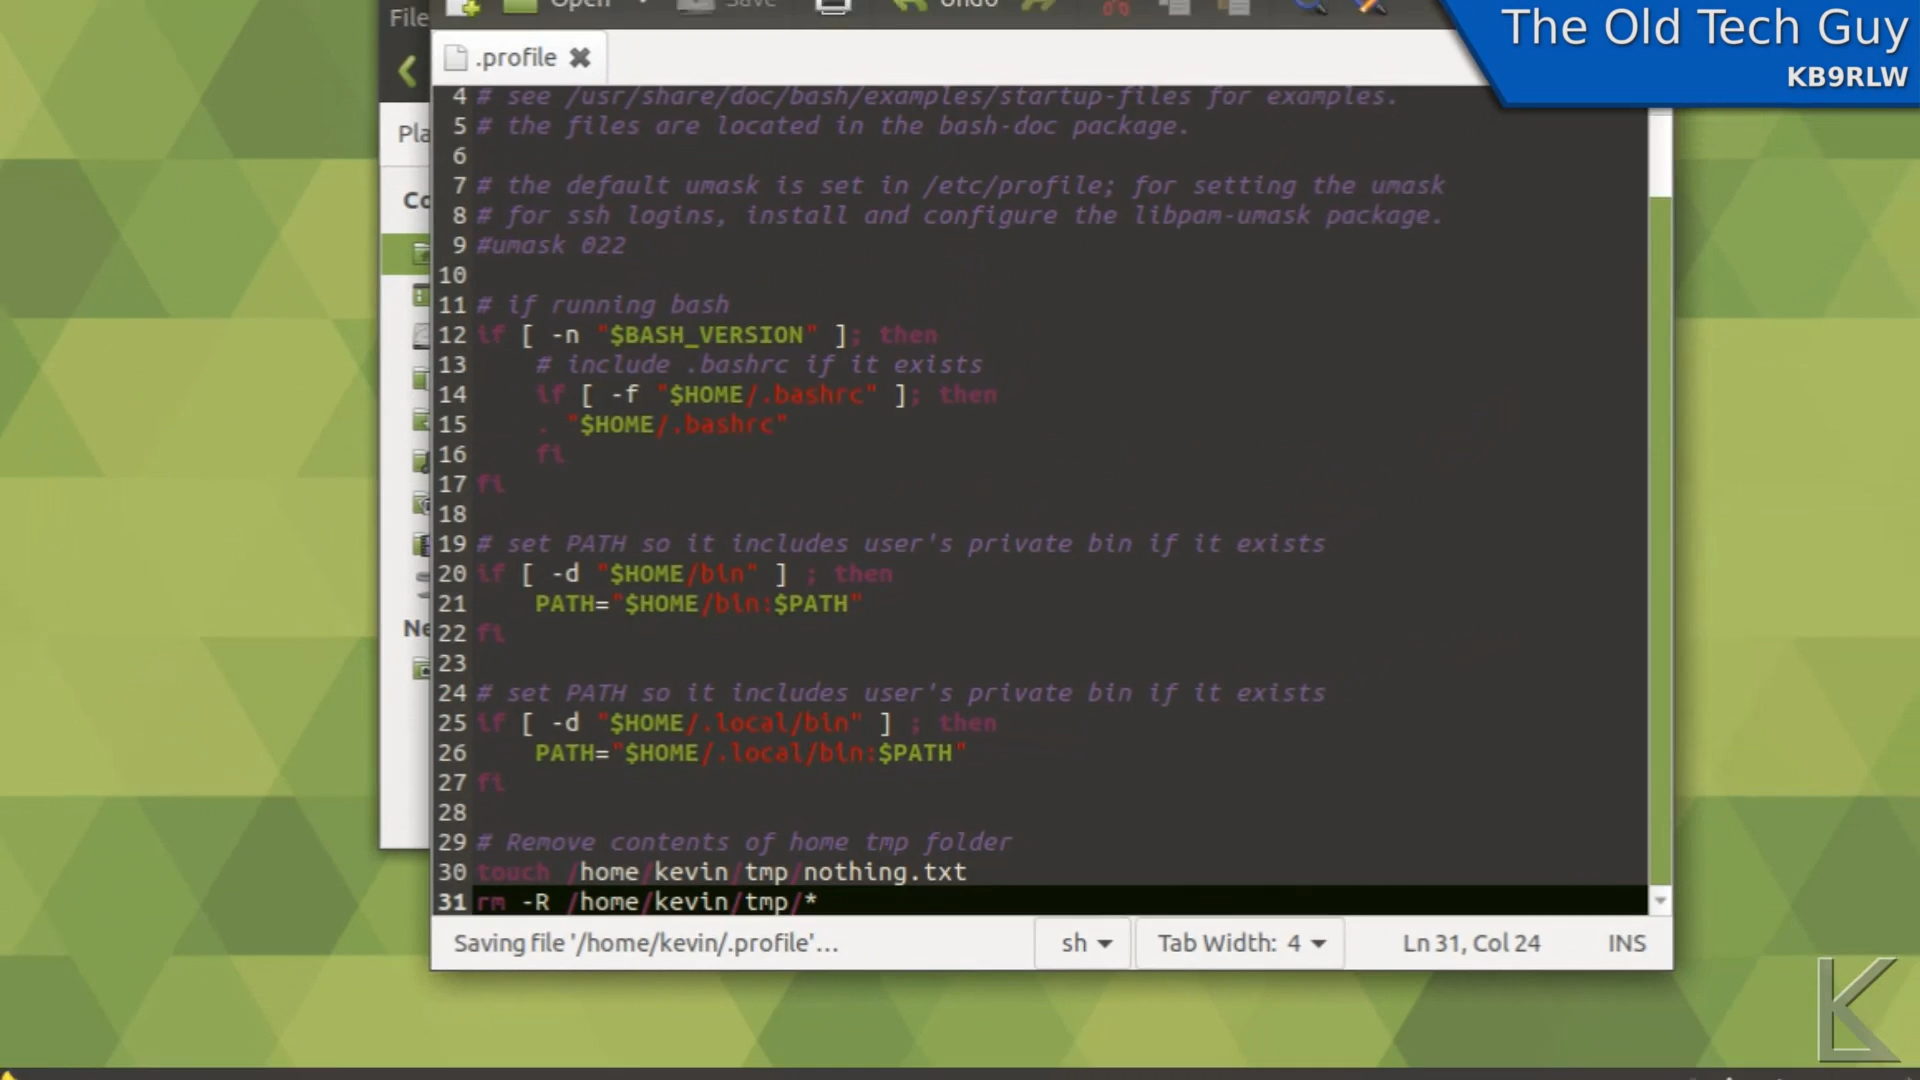 The Old Tech Guy
KB9RLW
File
Open
Save
Undo
.profile
4 # see /usr/share/doc/bash/examples/startup-files for examples.
5 # the files are located in the bash-doc package.
6
7 # the default umask is set in /etc/profile; for setting the umask
8 # for ssh logins, install and configure the libpam-umask package.
9 #umask 022
10
11 # if running bash
12 if [ -n "$BASH_VERSION" ]; then
13     # include .bashrc if it exists
14     if [ -f "$HOME/.bashrc" ]; then
15     . "$HOME/.bashrc"
16     fi
17 fi
18
19 # set PATH so it includes user's private bin if it exists
20 if [ -d "$HOME/bin" ] ; then
21     PATH="$HOME/bin:$PATH"
22 fi
23
24 # set PATH so it includes user's private bin if it exists
25 if [ -d "$HOME/.local/bin" ] ; then
26     PATH="$HOME/.local/bin:$PATH"
27 fi
28
29 # Remove contents of home tmp folder
30 touch /home/kevin/tmp/nothing.txt
31 rm -R /home/kevin/tmp/*
Pla
Co
Ne
Saving file '/home/kevin/.profile'...
sh
Tab Width: 4
Ln 31, Col 24
INS
K